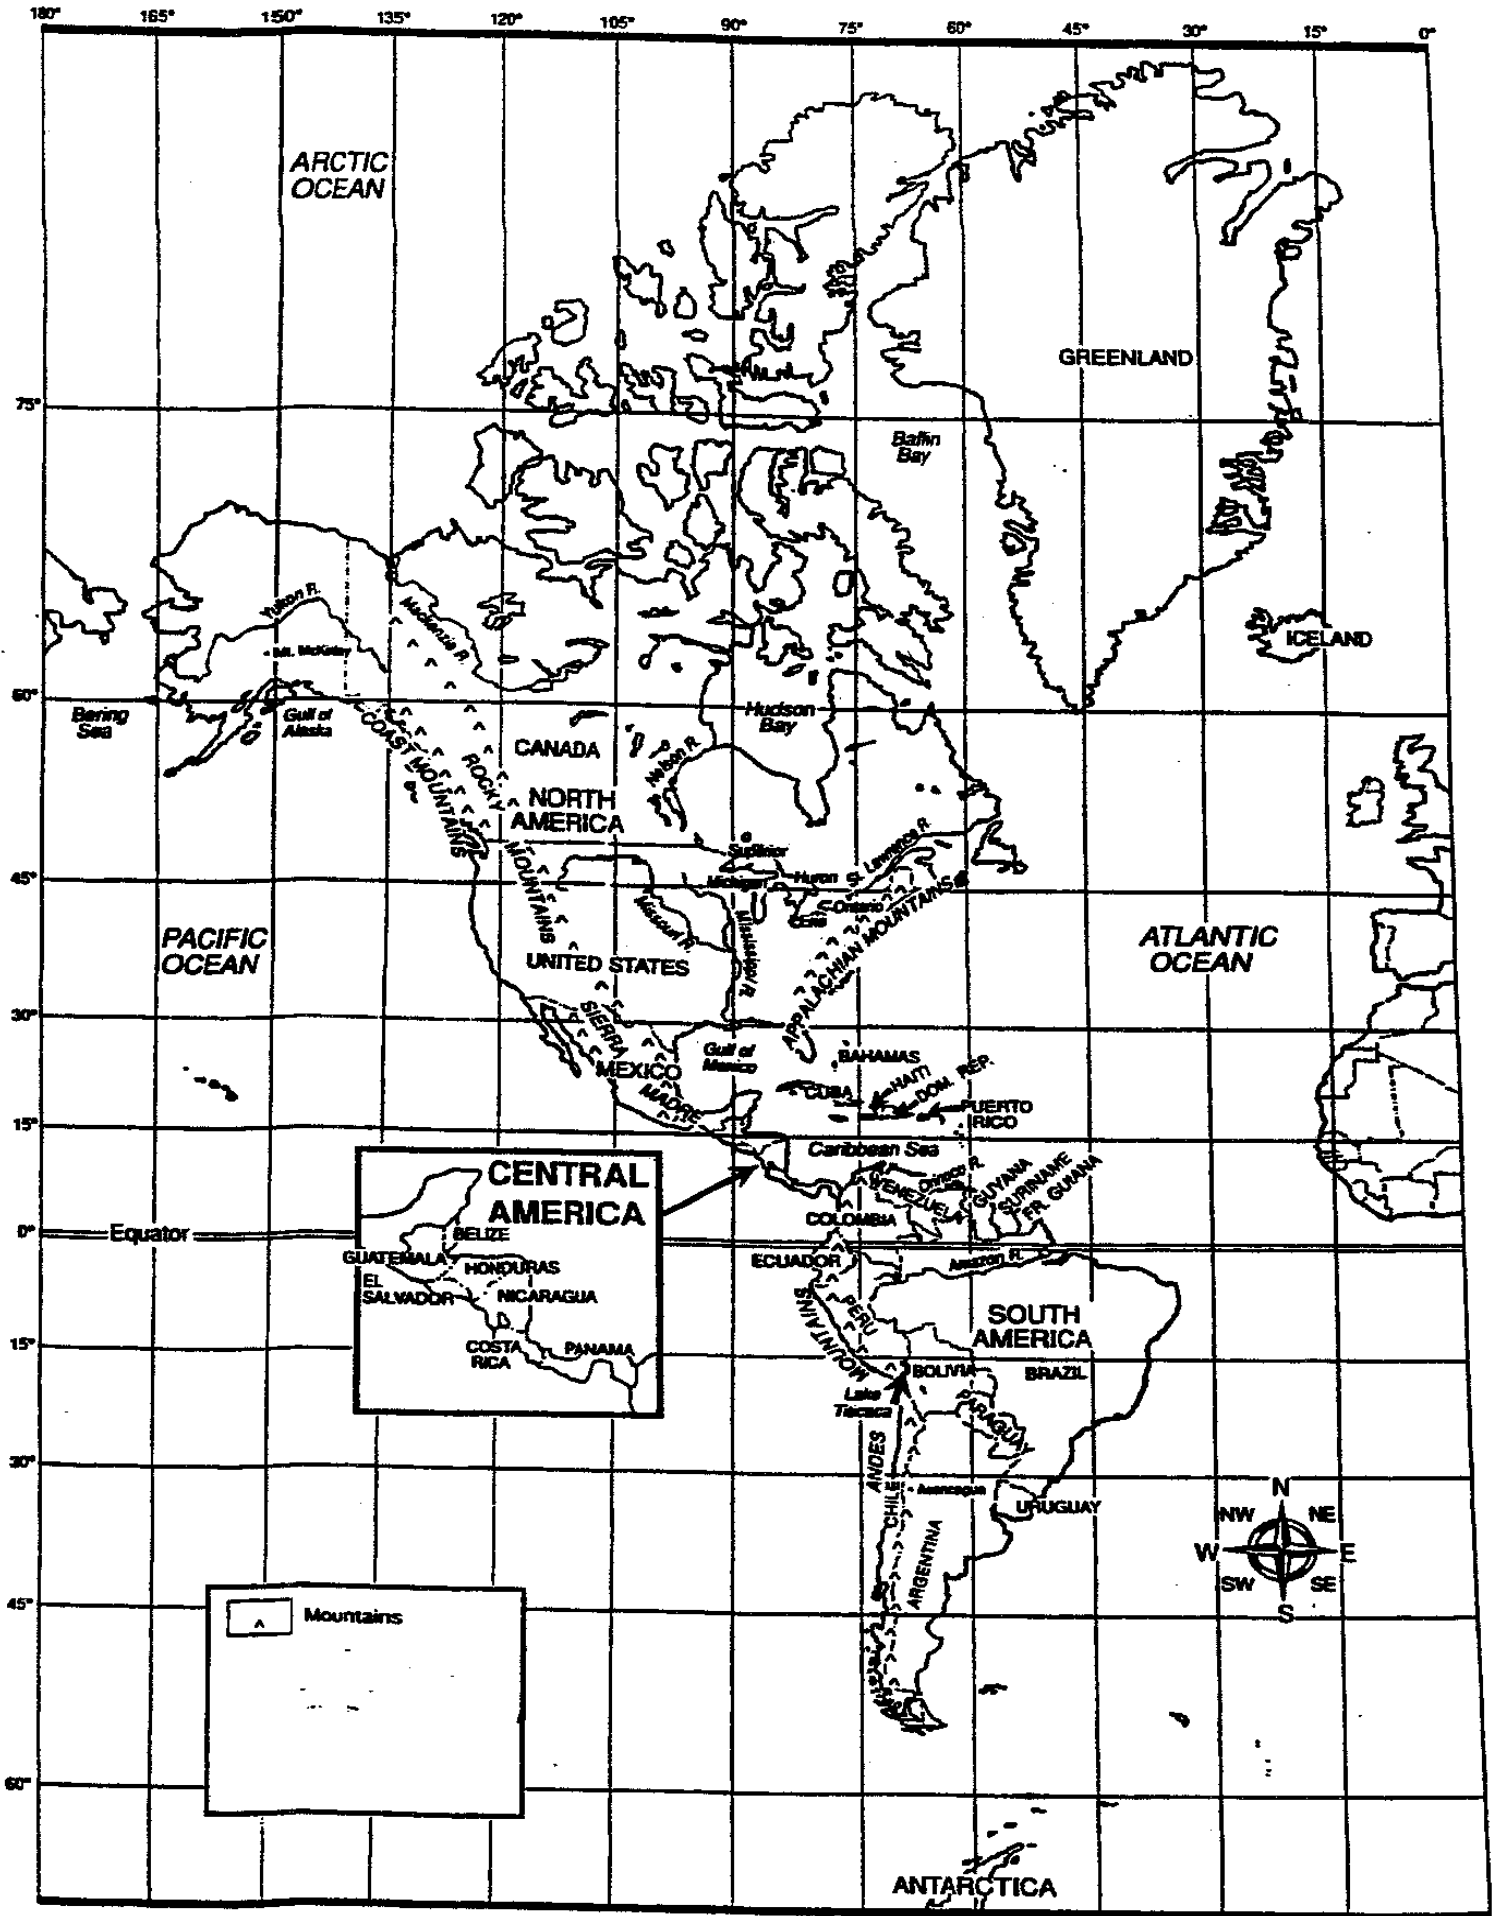 180° 165° 150° 135° 120° 105° 90° 75° 60° 45° 30° 15° 0°
ARCTIC
OCEAN
GREENLAND
75°
Baffin
Bay
Yukon R.
Mackenzie R.
Mt. McKinley
ICELAND
60°
Bering
Sea
Gulf of
Alaska
Hudson
Bay
COAST MOUNTAINS
ROCKY
MOUNTAINS
CANADA
Nelson R.
NORTH
AMERICA
Superior
Michigan
Huron
St. Lawrence R.
Ontario
Erie
45°
Missouri R.
Mississippi R.
APPALACHIAN MOUNTAINS
PACIFIC
OCEAN
UNITED STATES
ATLANTIC
OCEAN
30°
SIERRA
MADRE
MEXICO
Gulf of
Mexico
BAHAMAS
CUBA
HAITI
DOM. REP.
PUERTO
RICO
15°
Caribbean Sea
CENTRAL
AMERICA
BELIZE
GUATEMALA
HONDURAS
EL
SALVADOR
NICARAGUA
COSTA
RICA
PANAMA
Orinoco R.
VENEZUELA
GUYANA
SURINAME
FR. GUIANA
COLOMBIA
0°
Equator
ECUADOR
Amazon R.
PERU
MOUNTAINS
SOUTH
AMERICA
15°
BOLIVIA
BRAZIL
Lake
Titicaca
PARAGUAY
ANDES
30°
CHILE
Aconcagua
URUGUAY
ARGENTINA
N
NW NE
W E
SW SE
S
45°
Mountains
60°
ANTARCTICA